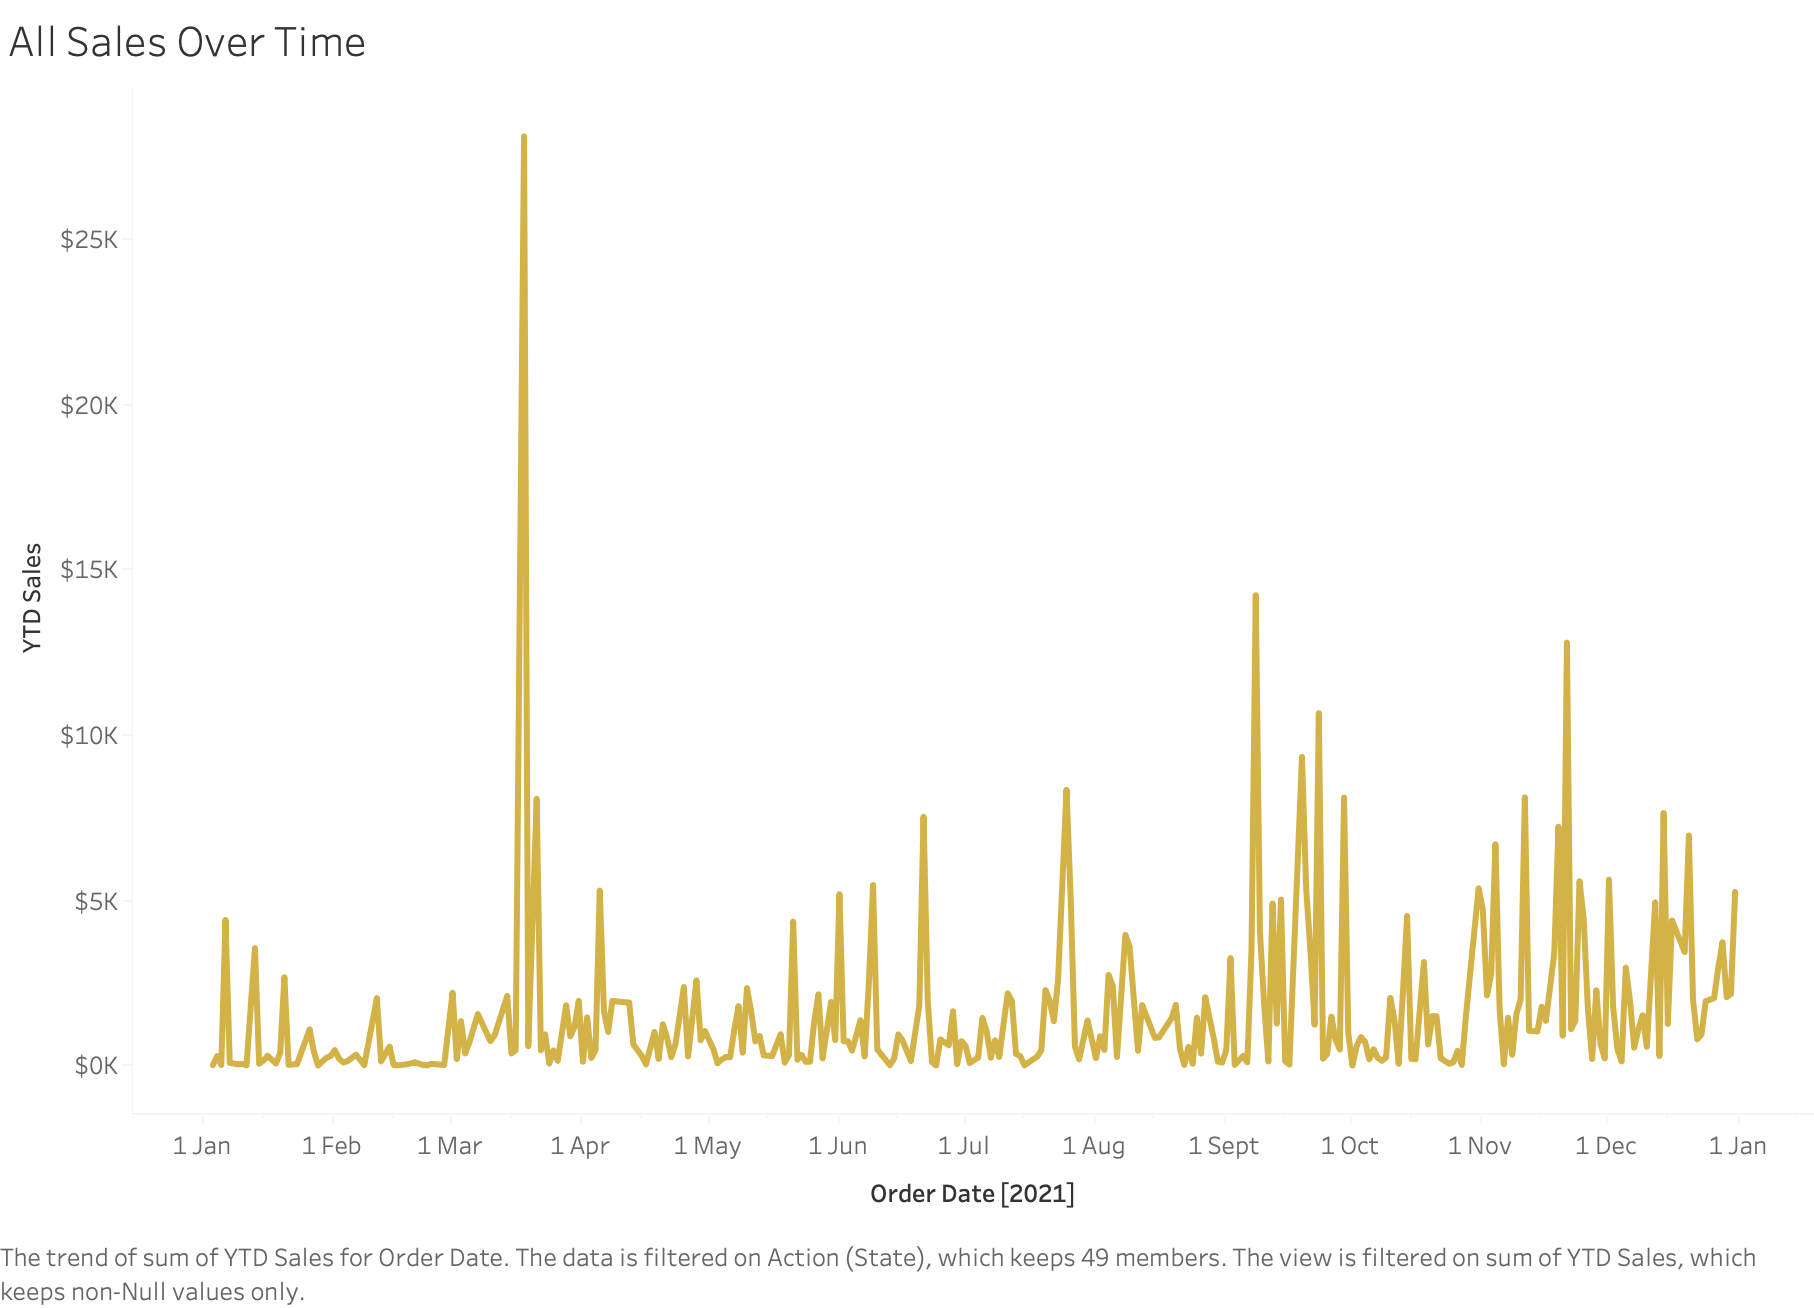 All Sales Over Time
$25K
$20K
$15K
$10K
$5K
$0K
YTD Sales
1 Jan
1 Feb
1 Mar
1 Apr
1 May
1 Jun
1 Jul
1 Aug
1 Sept
1 Oct
1 Nov
1 Dec
1 Jan
Order Date [2021]
The trend of sum of YTD Sales for Order Date. The data is filtered on Action (State), which keeps 49 members. The view is filtered on sum of YTD Sales, which
keeps non-Null values only.